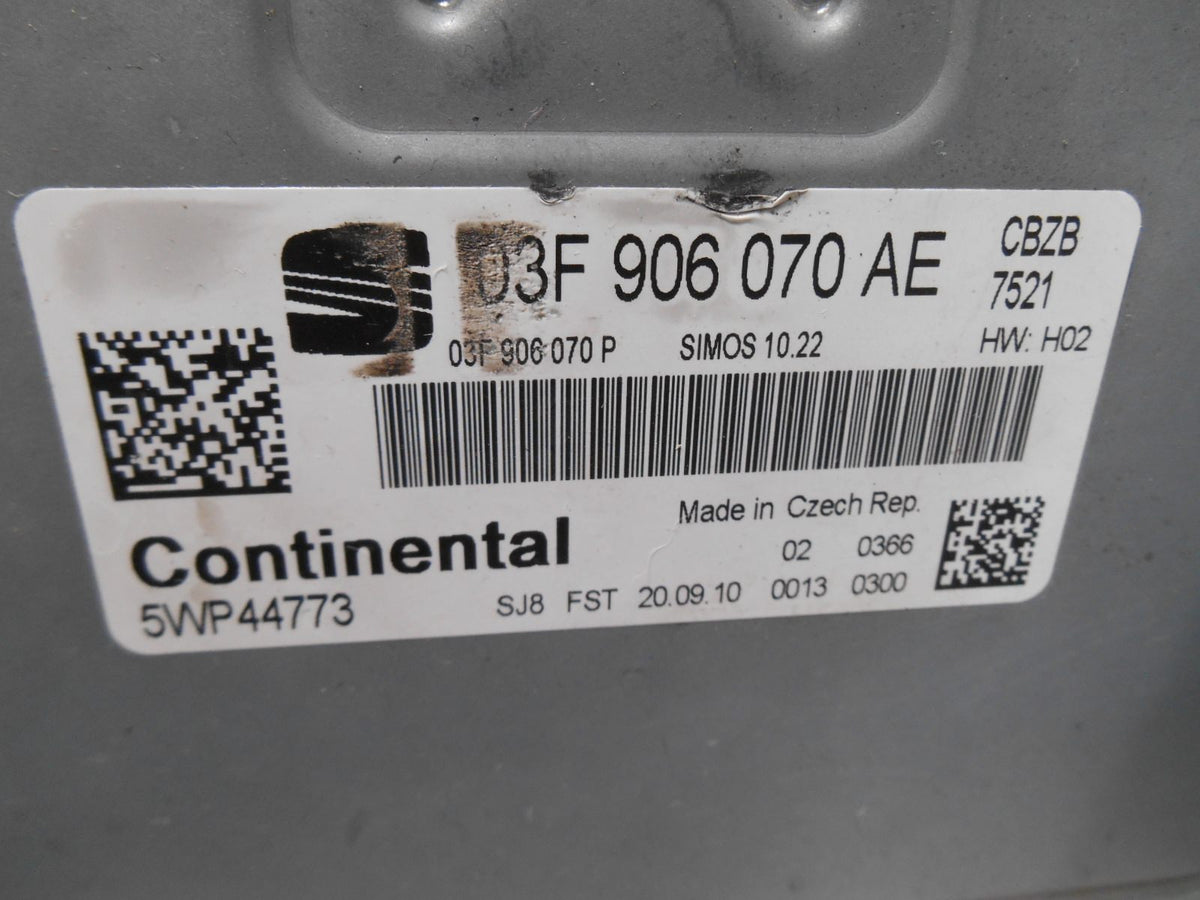 03F 906 070 AE
CBZB
7521
03F 906 070 P SIMOS 10.22 HW: H02
Made in Czech Rep.
Continental
02 0366
5WP44773
SJ8 FST 20.09.10 0013 0300